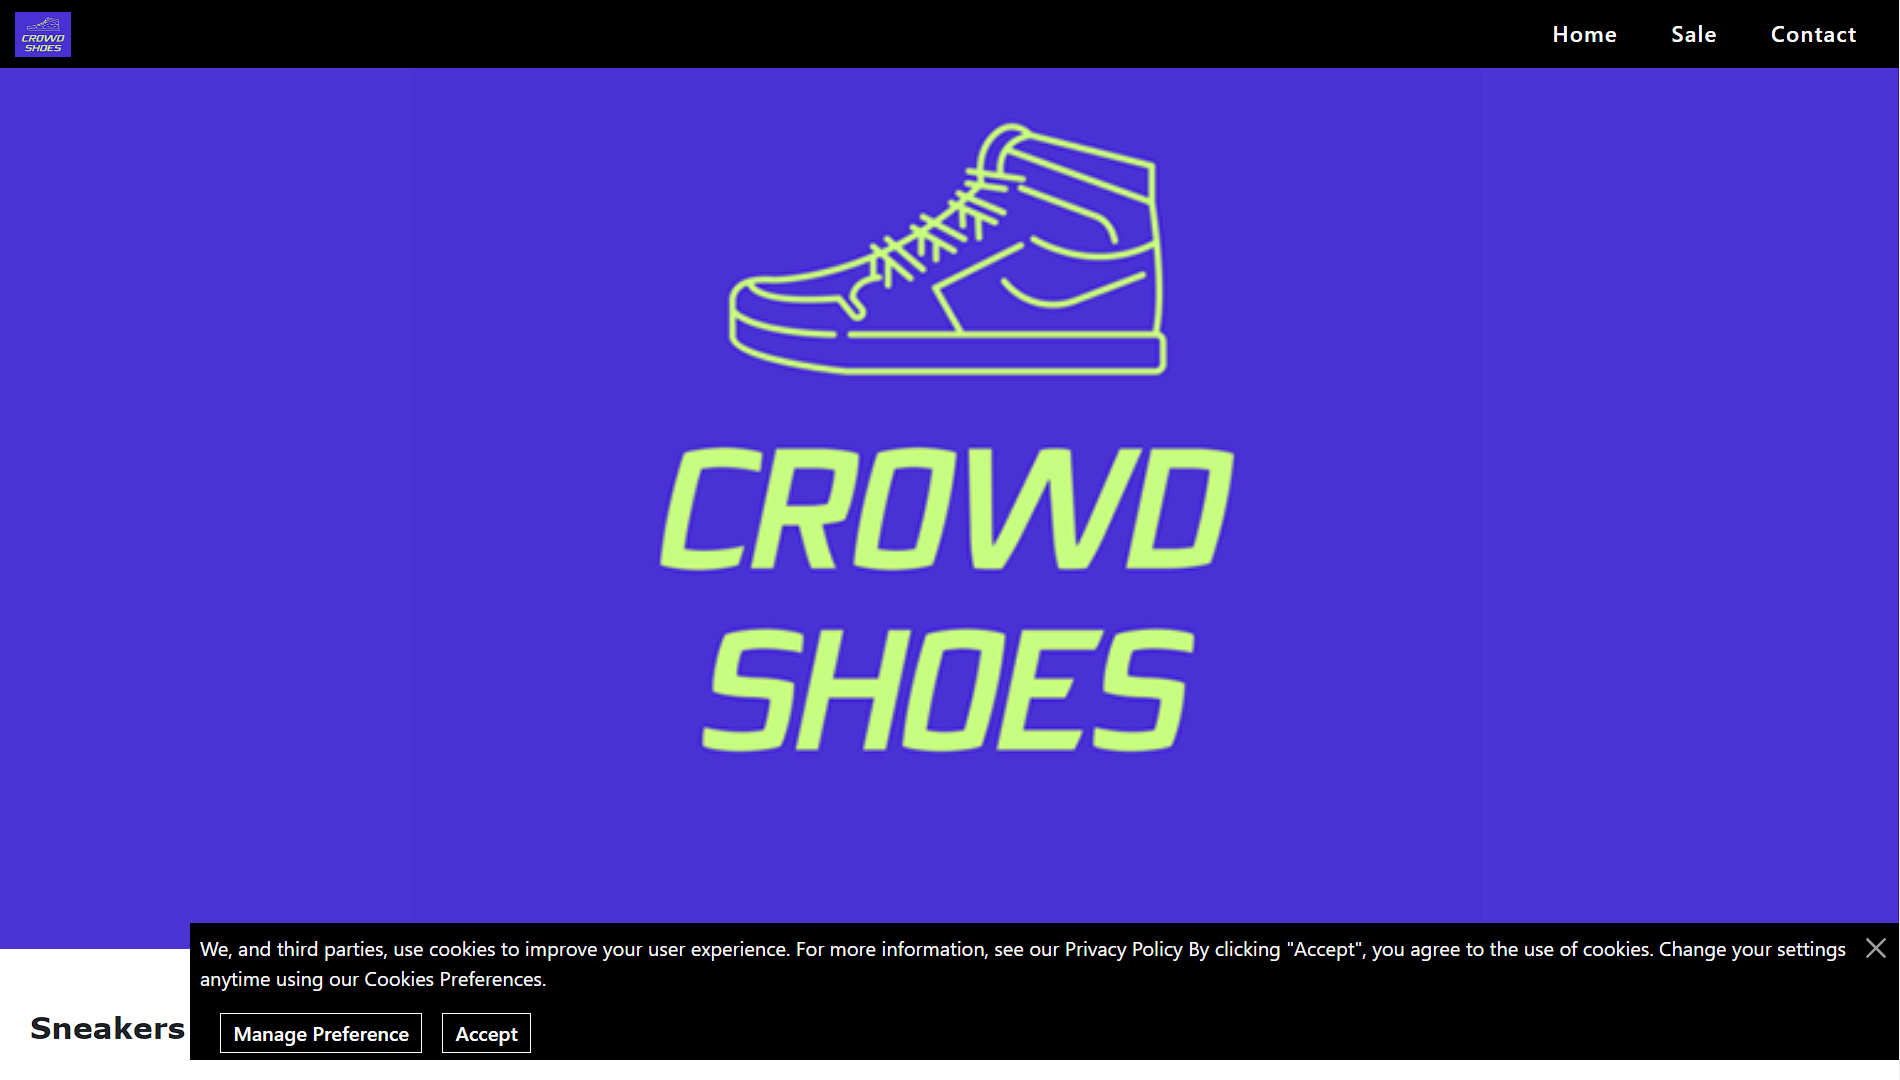 CROWD
SHOES
Home Sale Contact
CROWD
SHOES
We, and third parties, use cookies to improve your user experience. For more information, see our Privacy Policy By clicking "Accept", you agree to the use of cookies. Change your settings
anytime using our Cookies Preferences.
Sneakers
Manage Preference Accept